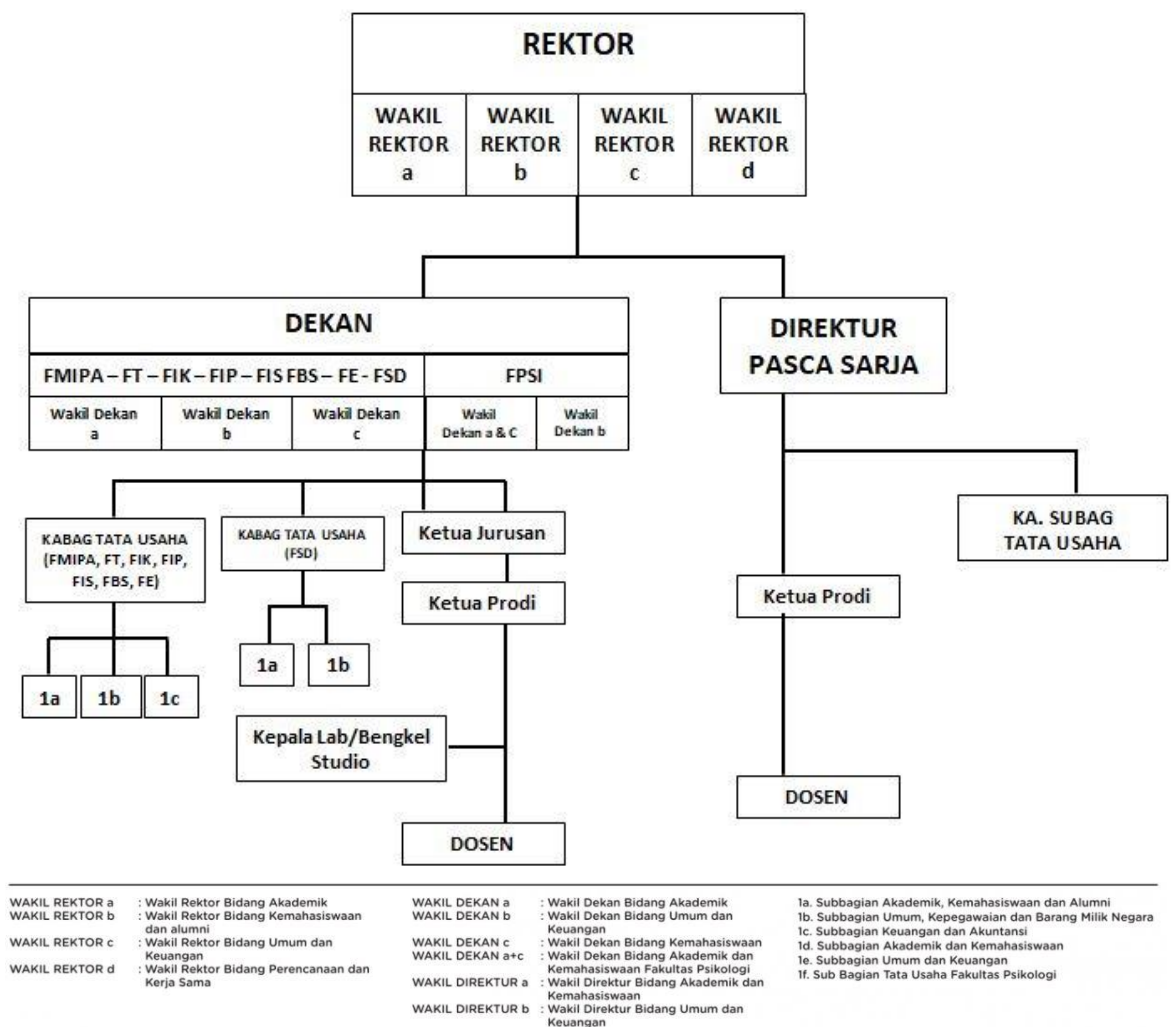 REKTOR
WAKIL REKTOR a
WAKIL REKTOR b
WAKIL REKTOR c
WAKIL REKTOR d
DEKAN
FMIPA – FT – FIK – FIP – FIS FBS – FE - FSD
FPSI
Wakil Dekan a
Wakil Dekan b
Wakil Dekan c
Wakil Dekan a & C
Wakil Dekan b
DIREKTUR
PASCA SARJA
KABAG TATA USAHA
(FMIPA, FT, FIK, FIP,
FIS, FBS, FE)
KABAG TATA USAHA
(FSD)
Ketua Jurusan
KA. SUBAG
TATA USAHA
Ketua Prodi
Ketua Prodi
1a
1b
1c
1a
1b
Kepala Lab/Bengkel
Studio
DOSEN
DOSEN
WAKIL REKTOR a : Wakil Rektor Bidang Akademik
WAKIL REKTOR b : Wakil Rektor Bidang Kemahasiswaan
dan alumni
WAKIL REKTOR c : Wakil Rektor Bidang Umum dan
Keuangan
WAKIL REKTOR d : Wakil Rektor Bidang Perencanaan dan
Kerja Sama
WAKIL DEKAN a : Wakil Dekan Bidang Akademik
WAKIL DEKAN b : Wakil Dekan Bidang Umum dan
Keuangan
WAKIL DEKAN c : Wakil Dekan Bidang Kemahasiswaan
WAKIL DEKAN a+c : Wakil Dekan Bidang Akademik dan
Kemahasiswaan Fakultas Psikologi
WAKIL DIREKTUR a : Wakil Direktur Bidang Akademik dan
Kemahasiswaan
WAKIL DIREKTUR b : Wakil Direktur Bidang Umum dan
Keuangan
1a. Subbagian Akademik, Kemahasiswaan dan Alumni
1b. Subbagian Umum, Kepegawaian dan Barang Milik Negara
1c. Subbagian Keuangan dan Akuntansi
1d. Subbagian Akademik dan Kemahasiswaan
1e. Subbagian Umum dan Keuangan
1f. Sub Bagian Tata Usaha Fakultas Psikologi